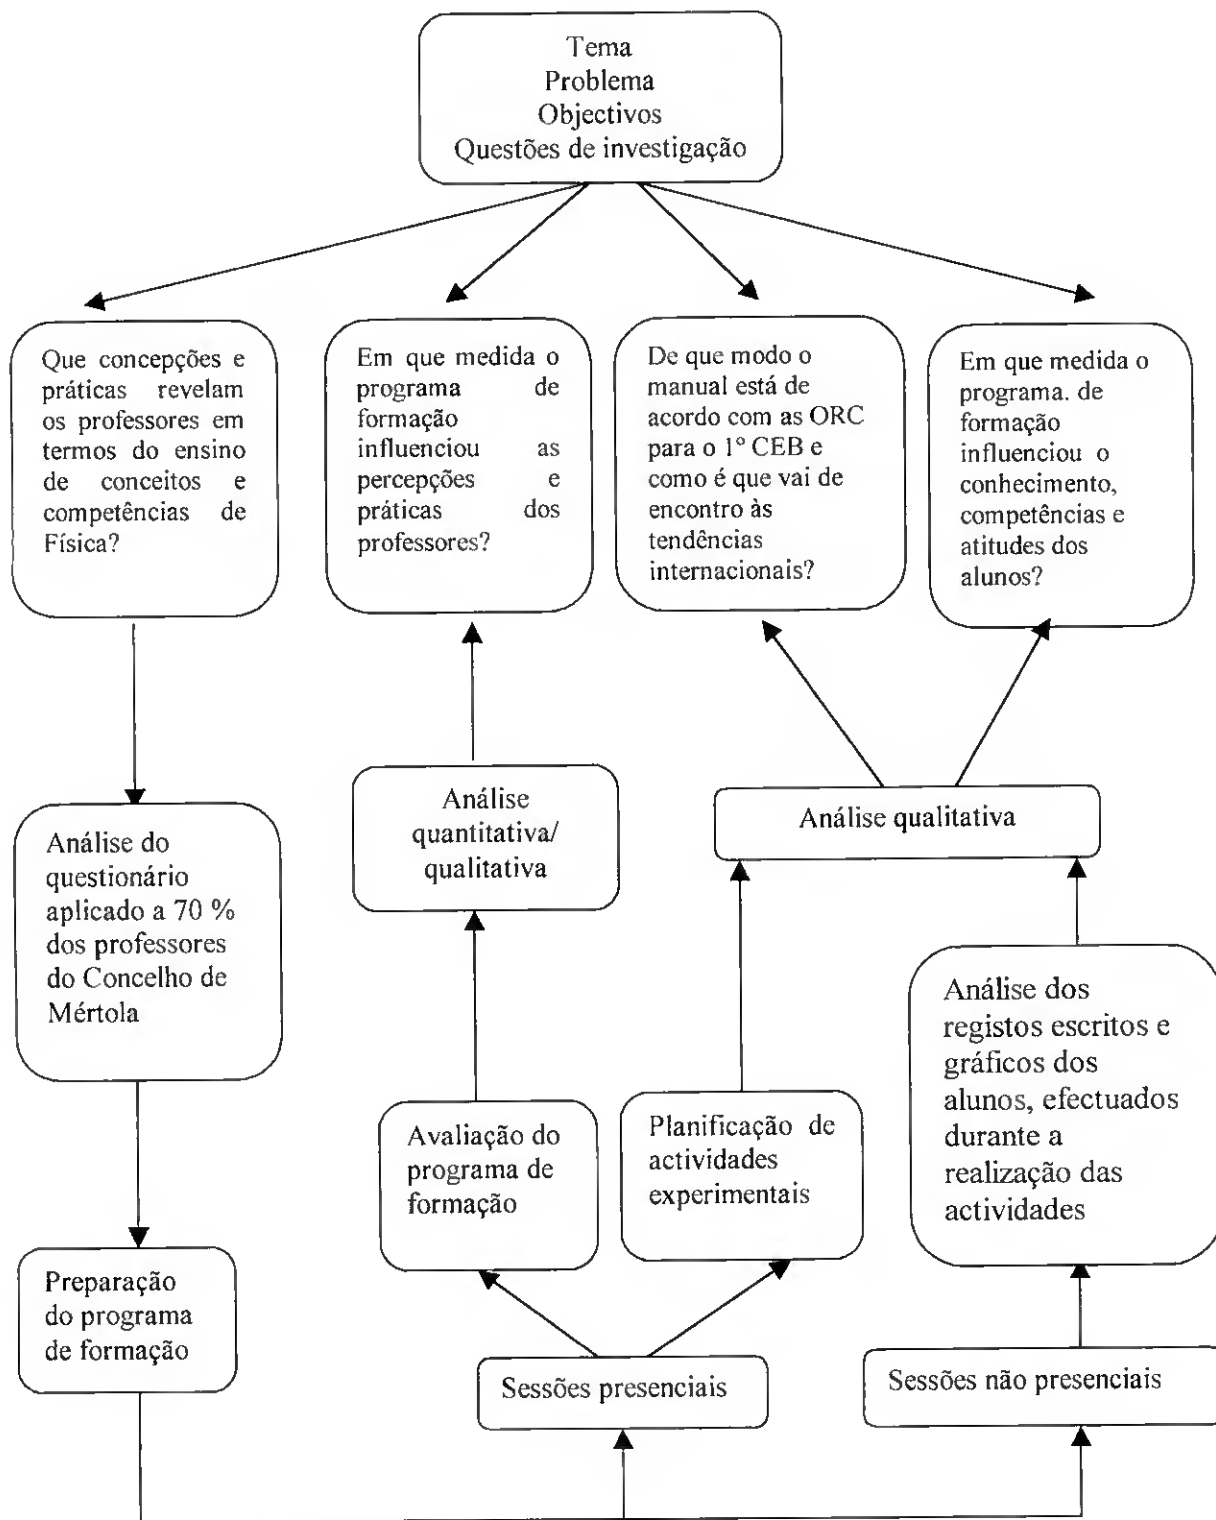 Tema
Problema
Objectivos
Questões de investigação
Que concepções e
práticas revelam
os professores em
termos do ensino
de conceitos e
competências de
Física?
Em que medida o
programa de
formação
influenciou as
percepções e
práticas dos
professores?
De que modo o
manual está de
acordo com as ORC
para o 1º CEB e
como é que vai de
encontro às
tendências
internacionais?
Em que medida o
programa. de
formação
influenciou o
conhecimento,
competências e
atitudes dos
alunos?
Análise do
questionário
aplicado a 70 %
dos professores
do Concelho de
Mértola
Análise
quantitativa/
qualitativa
Análise qualitativa
Avaliação do
programa de
formação
Planificação de
actividades
experimentais
Análise dos
registos escritos e
gráficos dos
alunos, efectuados
durante a
realização das
actividades
Preparação
do programa
de formação
Sessões presenciais
Sessões não presenciais